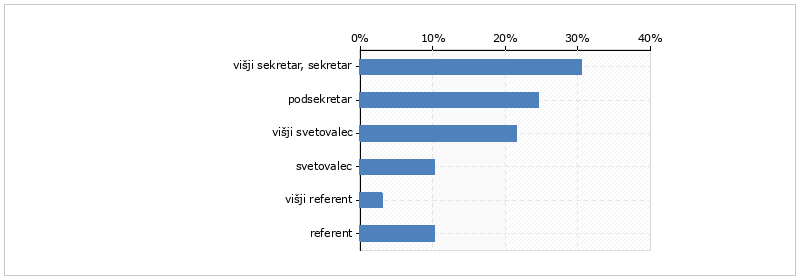 0% 10% 20% 30% 40%
višji sekretar, sekretar
podsekretar
višji svetovalec
svetovalec
višji referent
referent